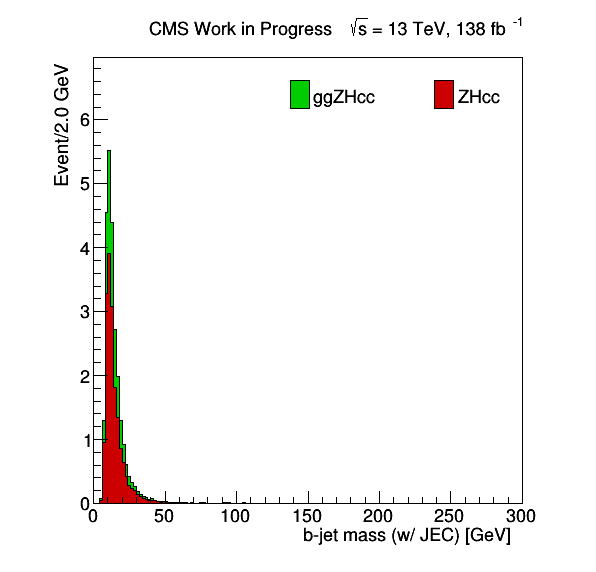 CMS Work in Progress √s = 13 TeV, 138 fb -1
Event/2.0 GeV
ggZHcc ZHcc
6
5
4
3
2
1
0
0 50 100 150 200 250 300
b-jet mass (w/ JEC) [GeV]